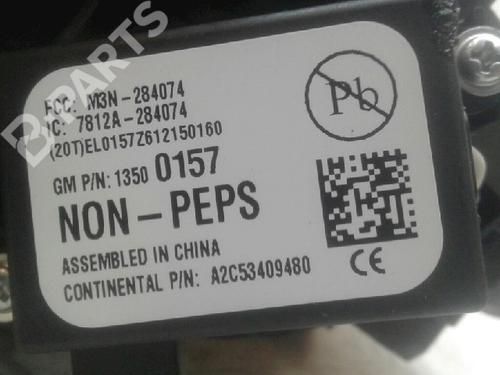 B-PARTS
FCC: M3N-284074
IC: 7812A-284074
(20T)EL0157Z612150160
GM P/N: 1350 0157
NON-PEPS
ASSEMBLED IN CHINA
CONTINENTAL P/N: A2C53409480
Pb
CE